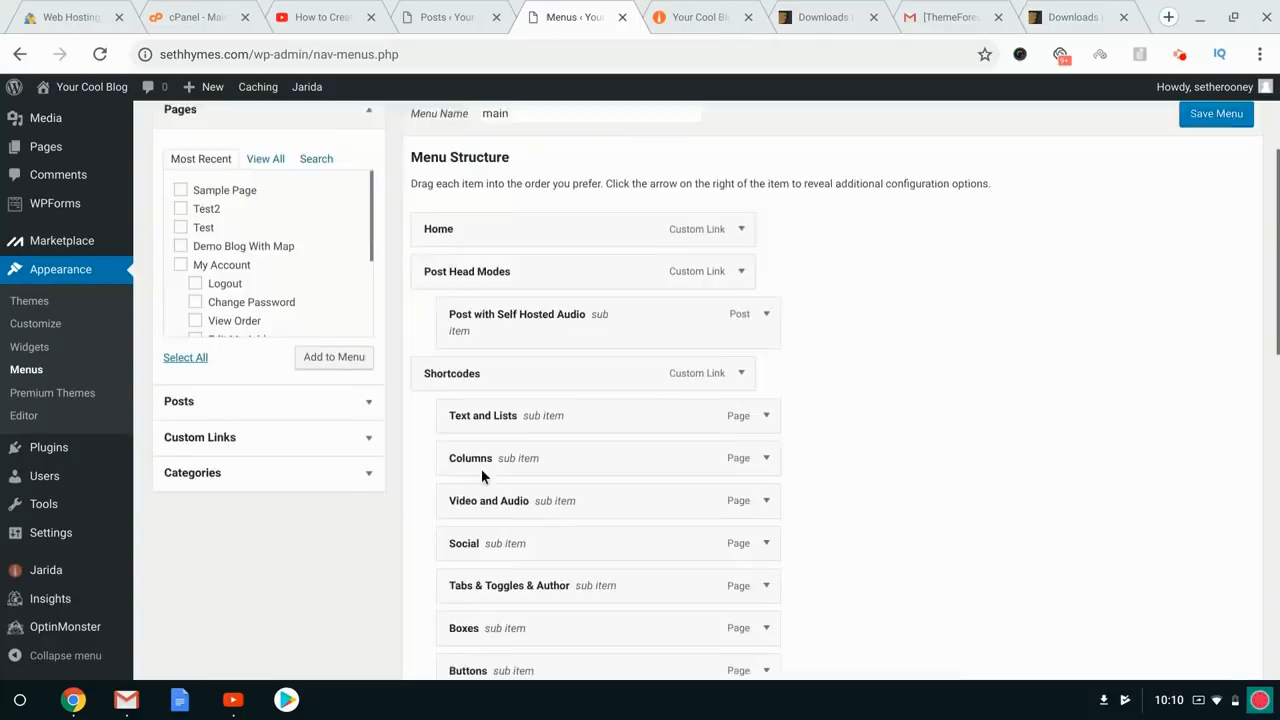 Web Hosting
cPanel - Mai
How to Creat
Posts ‹ Your
Menus ‹ You
Your Cool Bl
Downloads
[ThemeFores
Downloads
sethhymes.com/wp-admin/nav-menus.php
9+
IQ
Your Cool Blog
0
New
Caching
Jarida
Howdy, setherooney
Media
Pages
Comments
WPForms
Marketplace
Appearance
Themes
Customize
Widgets
Menus
Premium Themes
Editor
Plugins
Users
Tools
Settings
Jarida
Insights
OptinMonster
Collapse menu
Pages
Most Recent
View All
Search
Sample Page
Test2
Test
Demo Blog With Map
My Account
Logout
Change Password
View Order
Select All
Add to Menu
Posts
Custom Links
Categories
Menu Name main
Save Menu
Menu Structure
Drag each item into the order you prefer. Click the arrow on the right of the item to reveal additional configuration options.
Home Custom Link
Post Head Modes Custom Link
Post with Self Hosted Audio sub Post
item
Shortcodes Custom Link
Text and Lists sub item Page
Columns sub item Page
Video and Audio sub item Page
Social sub item Page
Tabs & Toggles & Author sub item Page
Boxes sub item Page
Buttons sub item Page
10:10